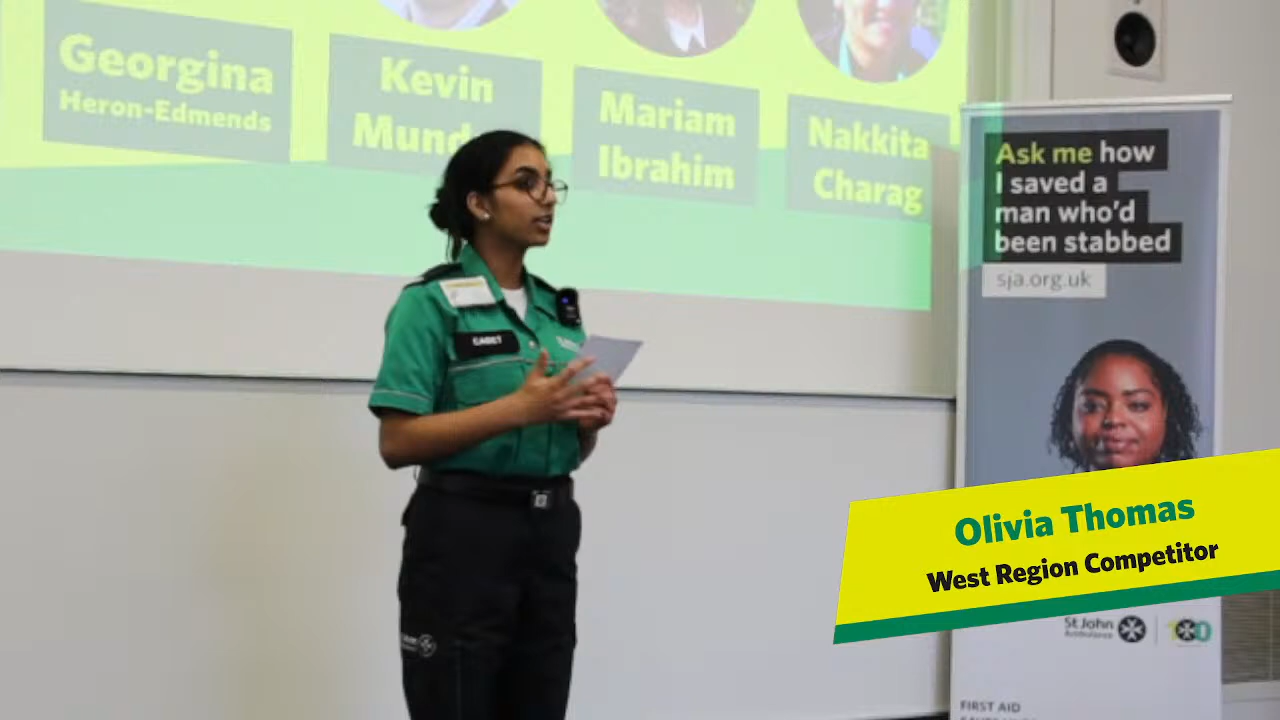 Georgina
Heron-Edmends
Kevin
Mariam
Ibrahim
Nakkita
Charag
Ask me how
I saved a
man who'd
been stabbed
sja.org.uk
CADET
Olivia Thomas
West Region Competitor
St John
Ambulance
100
FIRST AID